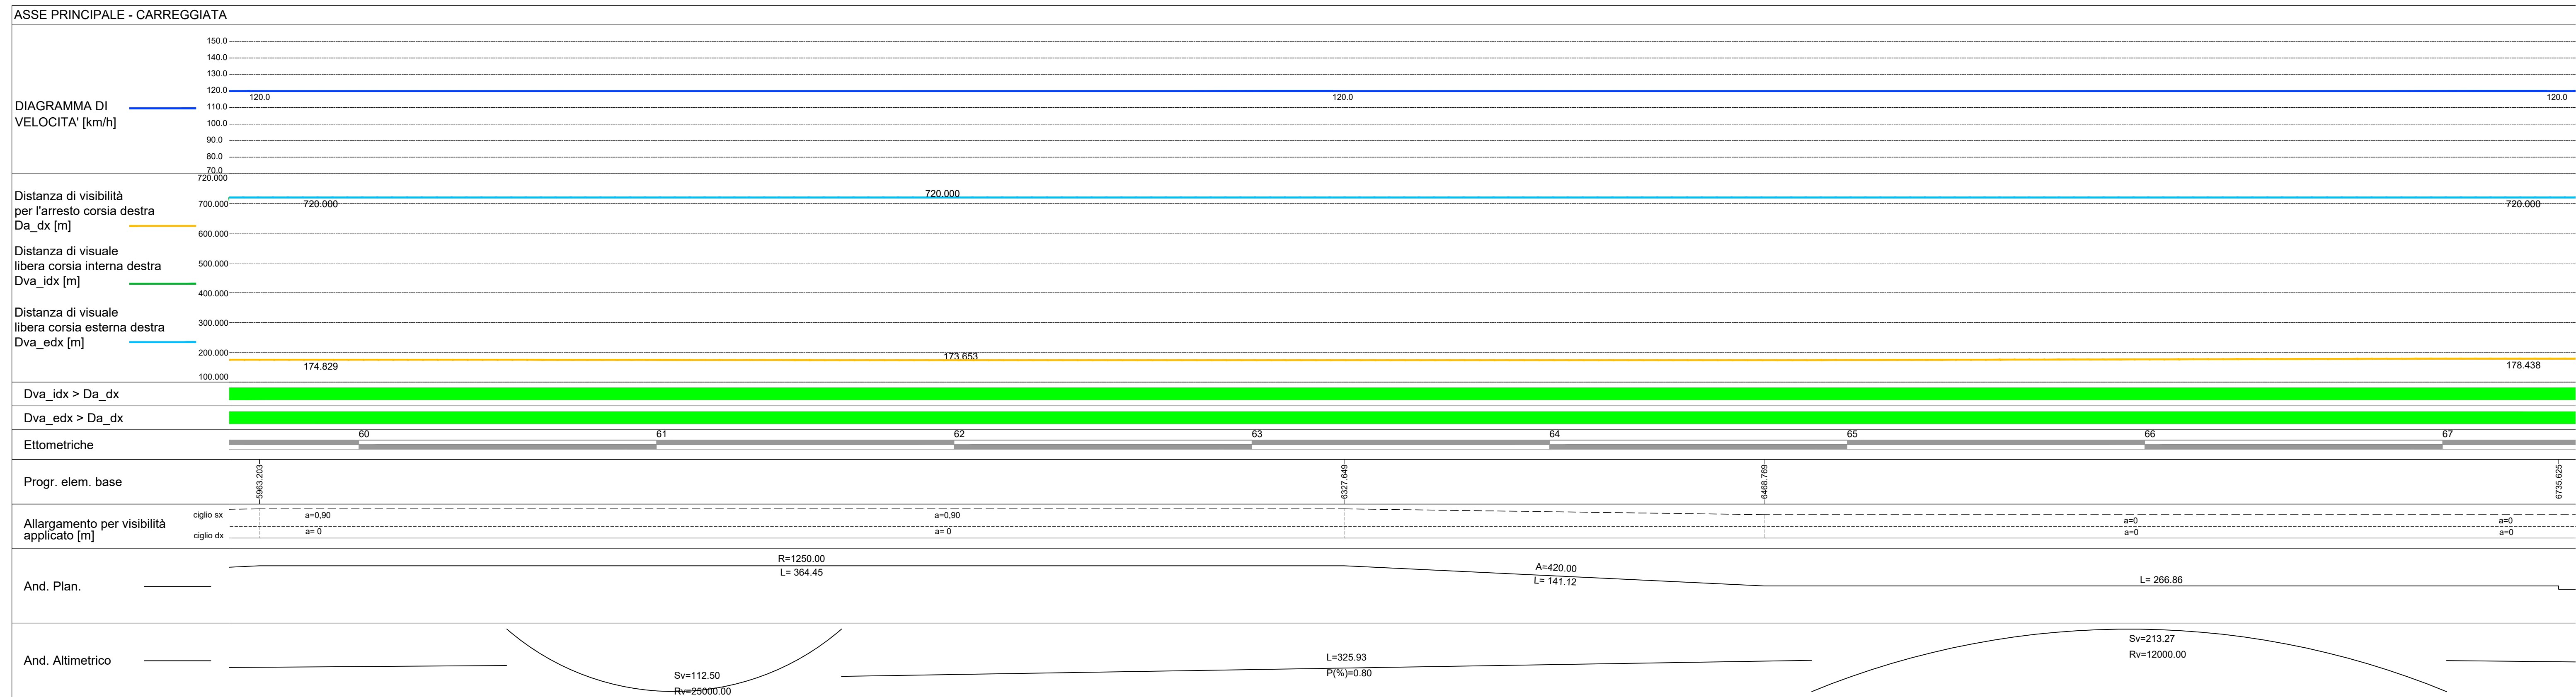 ASSE PRINCIPALE - CARREGGIATA
DIAGRAMMA DI
VELOCITA' [km/h]
150.0
140.0
130.0
120.0
110.0
100.0
90.0
80.0
70.0
120.0
120.0
120.0
Distanza di visibilità
per l'arresto corsia destra
Da_dx [m]
Distanza di visuale
libera corsia interna destra
Dva_idx [m]
Distanza di visuale
libera corsia esterna destra
Dva_edx [m]
720.000
700.000
600.000
500.000
400.000
300.000
200.000
100.000
720.000
720.000
720.000
174.829
173.653
178.438
Dva_idx > Da_dx
Dva_edx > Da_dx
Ettometriche
60
61
62
63
64
65
66
67
Progr. elem. base
5963.203
6327.649
6468.769
6735.625
Allargamento per visibilità
applicato [m]
ciglio sx
ciglio dx
a=0,90
a=0,90
a=0
a=0
a= 0
a= 0
a=0
a=0
And. Plan.
R=1250.00
L= 364.45
A=420.00
L= 141.12
L= 266.86
And. Altimetrico
Sv=112.50
Rv=25000.00
L=325.93
P(%)=0.80
Sv=213.27
Rv=12000.00